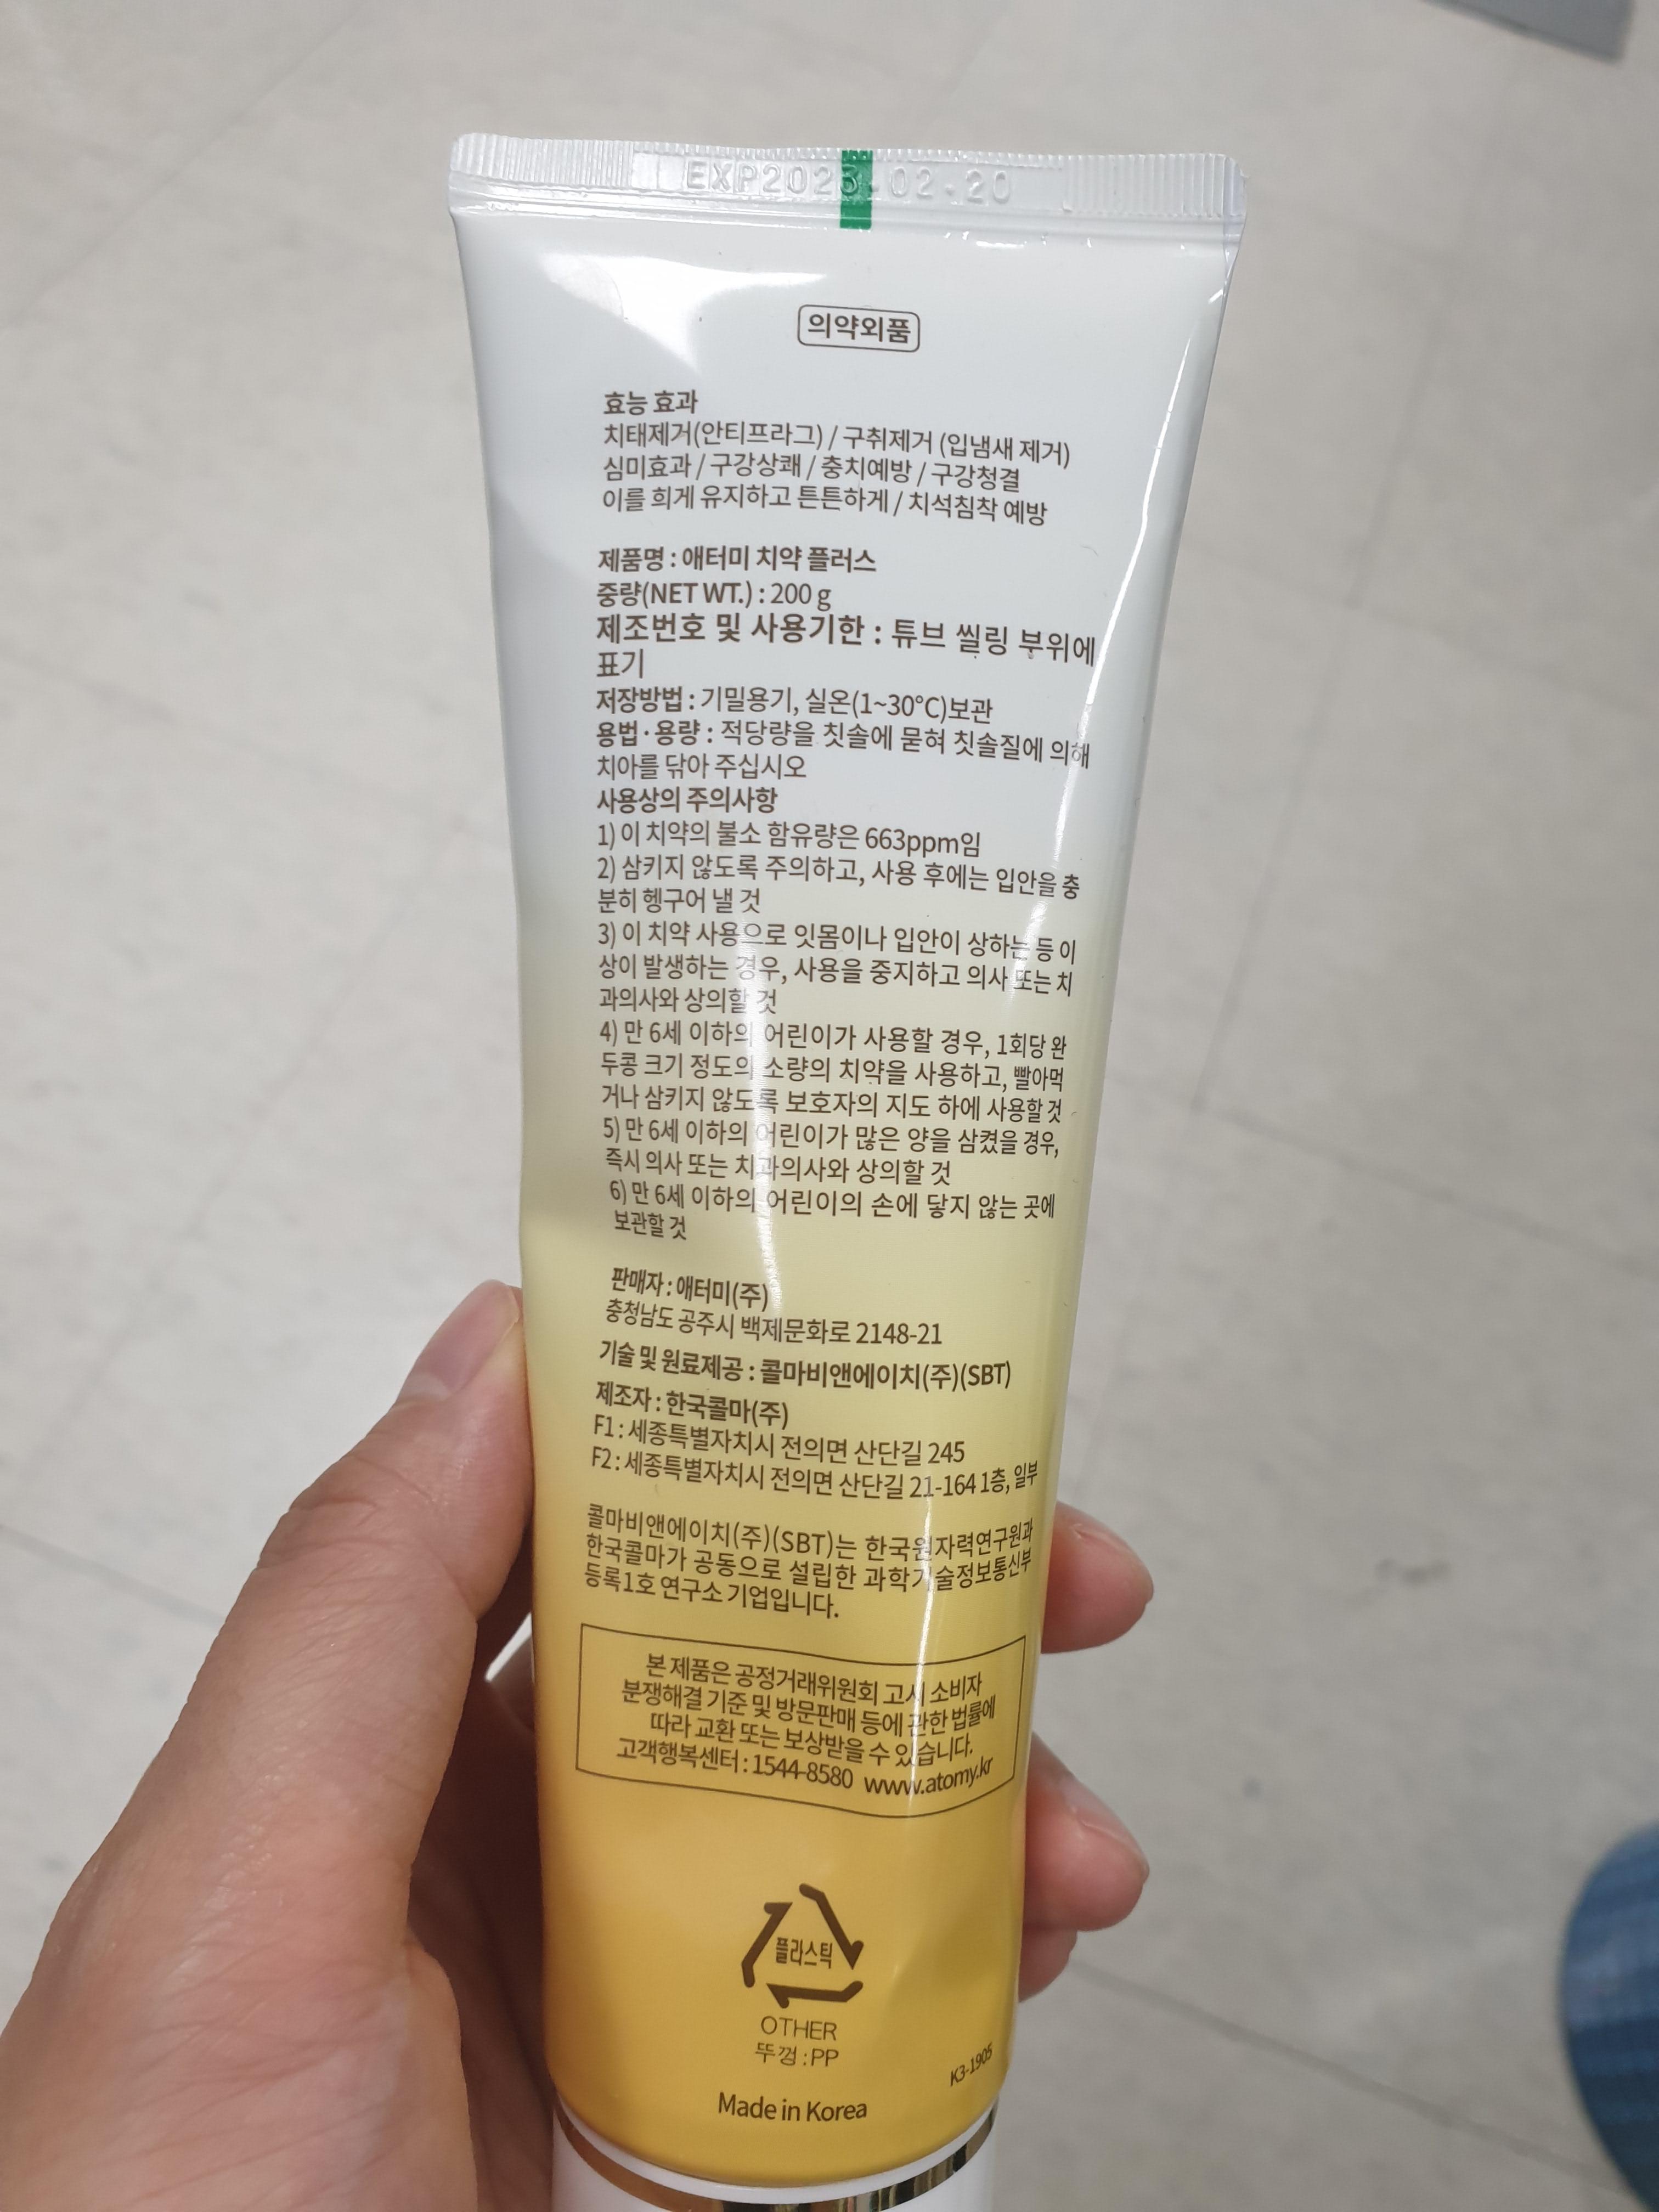 EXP2023.02.20
의약외품
효능 효과
치태제거(안티프라그) / 구취제거 (입냄새 제거)
심미효과 / 구강상쾌 / 충치예방 / 구강청결
이를 희게 유지하고 튼튼하게 / 치석침착 예방
제품명 : 애터미 치약 플러스
중량(NET WT.) : 200 g
제조번호 및 사용기한 : 튜브 씰링 부위에
표기
저장방법 : 기밀용기, 실온(1~30°C)보관
용법·용량 : 적당량을 칫솔에 묻혀 칫솔질에 의해
치아를 닦아 주십시오
사용상의 주의사항
1) 이 치약의 불소 함유량은 663ppm임
2) 삼키지 않도록 주의하고, 사용 후에는 입안을 충
분히 헹구어 낼 것
3) 이 치약 사용으로 잇몸이나 입안이 상하는 등 이
상이 발생하는 경우, 사용을 중지하고 의사 또는 치
과의사와 상의할 것
4) 만 6세 이하의 어린이가 사용할 경우, 1회당 완
두콩 크기 정도의 소량의 치약을 사용하고, 빨아먹
거나 삼키지 않도록 보호자의 지도 하에 사용할 것
5) 만 6세 이하의 어린이가 많은 양을 삼켰을 경우,
즉시 의사 또는 치과의사와 상의할 것
6) 만 6세 이하의 어린이의 손에 닿지 않는 곳에
보관할 것
판매자 : 애터미(주)
충청남도 공주시 백제문화로 2148-21
기술 및 원료제공 : 콜마비앤에이치(주)(SBT)
제조자 : 한국콜마(주)
F1 : 세종특별자치시 전의면 산단길 245
F2 : 세종특별자치시 전의면 산단길 21-164 1층, 일부
콜마비앤에이치(주)(SBT)는 한국원자력연구원과
한국콜마가 공동으로 설립한 과학기술정보통신부
등록1호 연구소 기업입니다.
본 제품은 공정거래위원회 고시 소비자
분쟁해결 기준 및 방문판매 등에 관한 법률에
따라 교환 또는 보상받을 수 있습니다.
고객행복센터 : 1544-8580 www.atomy.kr
플라스틱
OTHER
뚜껑 : PP
K3-1905
Made in Korea